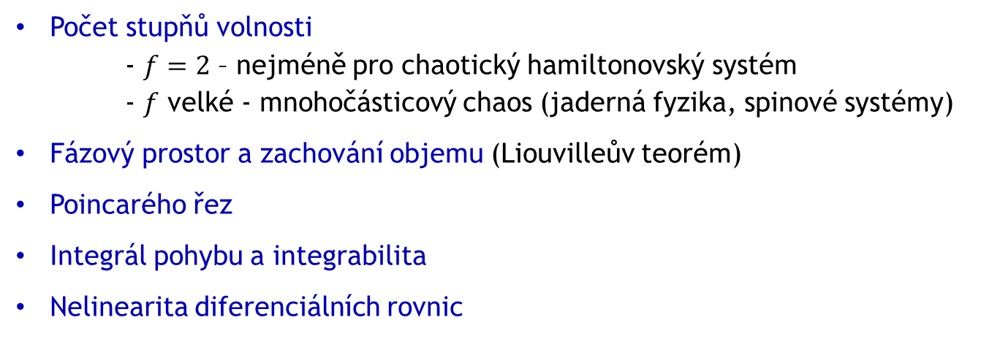 • Počet stupňů volnosti
- f = 2 – nejméně pro chaotický hamiltonovský systém
- f velké - mnohočásticový chaos (jaderná fyzika, spinové systémy)
• Fázový prostor a zachování objemu (Liouvilleův teorém)
• Poincarého řez
• Integrál pohybu a integrabilita
• Nelinearita diferenciálních rovnic